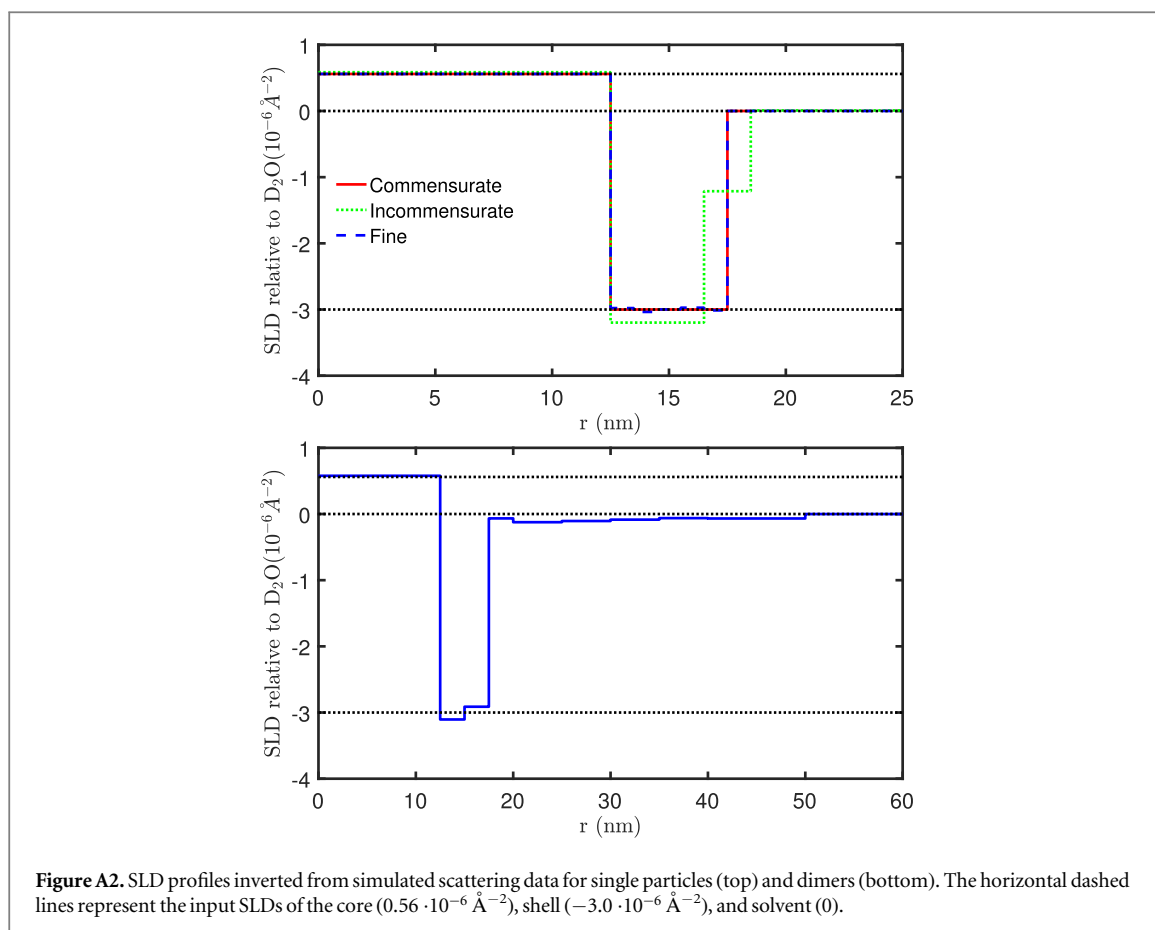 1
0
-1
-2
-3
-4
SLD relative to D₂O(10⁻⁶Å⁻²)
Commensurate
Incommensurate
Fine
0 5 10 15 20 25
r (nm)
1
0
-1
-2
-3
-4
SLD relative to D₂O(10⁻⁶Å⁻²)
0 10 20 30 40 50 60
r (nm)
Figure A2. SLD profiles inverted from simulated scattering data for single particles (top) and dimers (bottom). The horizontal dashed
lines represent the input SLDs of the core (0.56 ·10⁻⁶ Å⁻²), shell (−3.0 ·10⁻⁶ Å⁻²), and solvent (0).